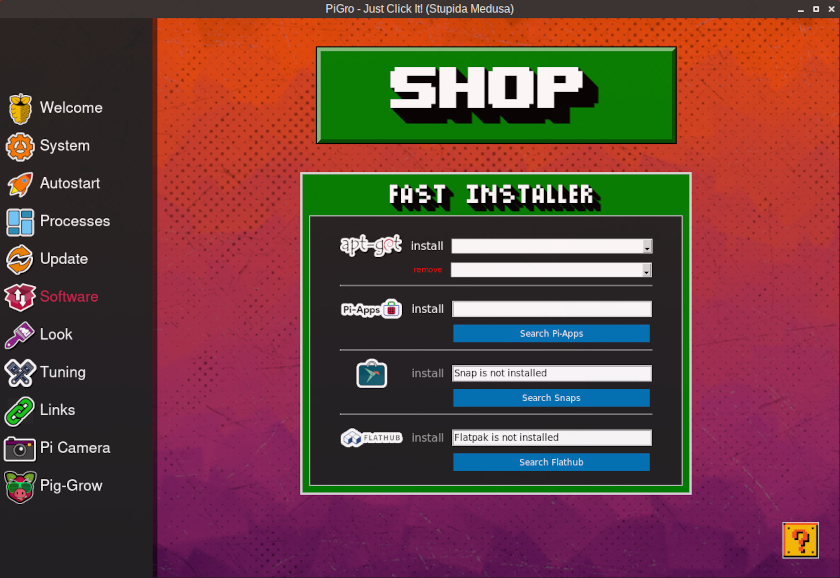 PiGro - Just Click It! (Stupida Medusa)
Welcome
System
Autostart
Processes
Update
Software
Look
Tuning
Links
Pi Camera
Pig-Grow
SHOP
FAST INSTALLER
apt-get install
remove
Pi-Apps install
Search Pi-Apps
install Snap is not installed
Search Snaps
FLATHUB install Flatpak is not installed
Search Flathub
?